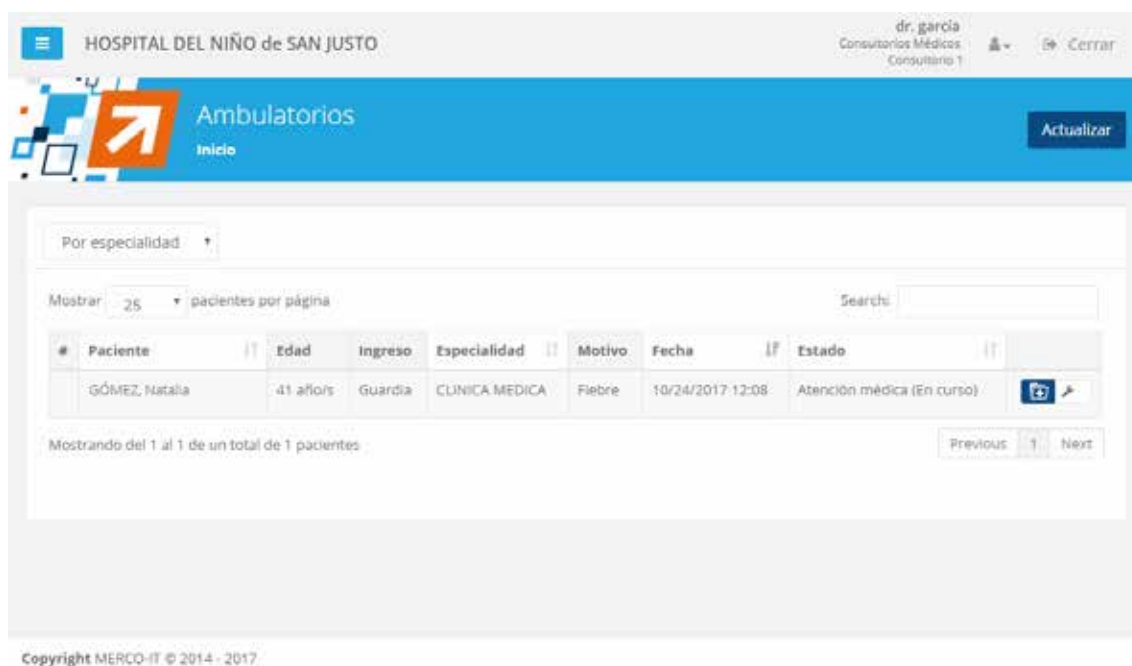 HOSPITAL DEL NIÑO de SAN JUSTO
dr. garcía
Consultorios Médicos
Consultorio 1
Cerrar
Ambulatorios
Inicio
Actualizar
Por especialidad
Mostrar 25 pacientes por página
Search:
# Paciente Edad Ingreso Especialidad Motivo Fecha Estado
GÓMEZ, Natalia 41 año/s Guardia CLINICA MEDICA Fiebre 10/24/2017 12:08 Atención médica (En curso)
Mostrando del 1 al 1 de un total de 1 pacientes
Previous 1 Next
Copyright MERCO-IT © 2014 - 2017